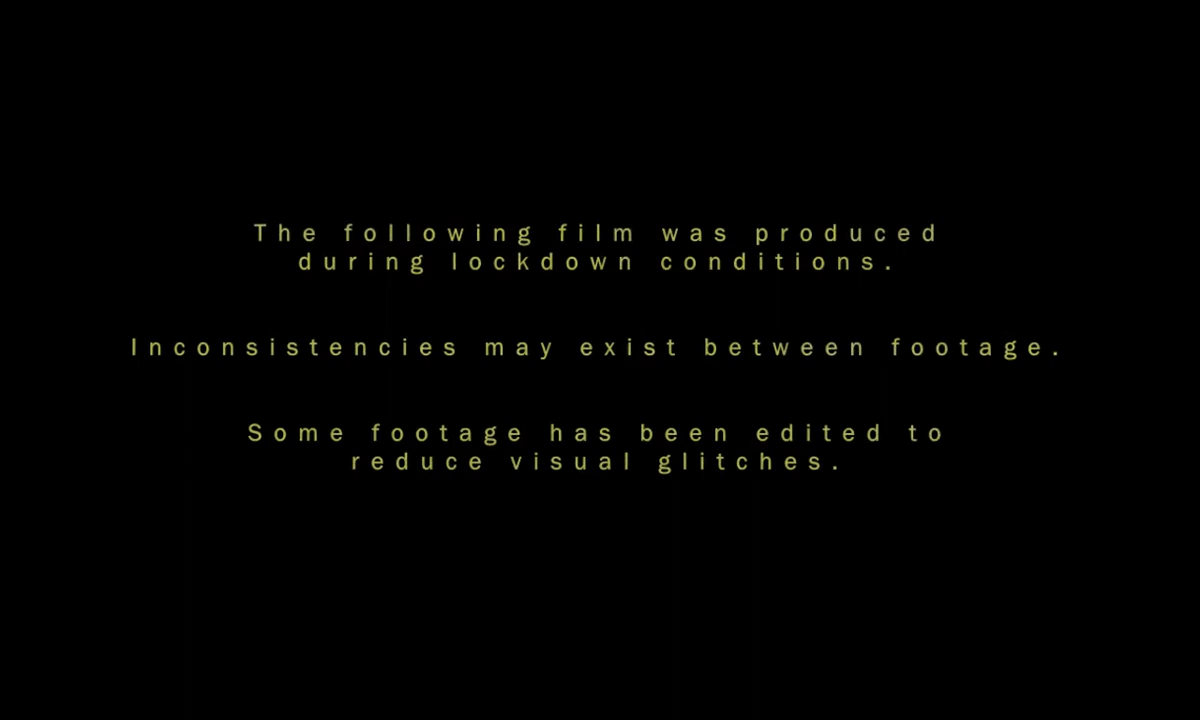 The following film was produced
during lockdown conditions.
Inconsistencies may exist between footage.
Some footage has been edited to
reduce visual glitches.